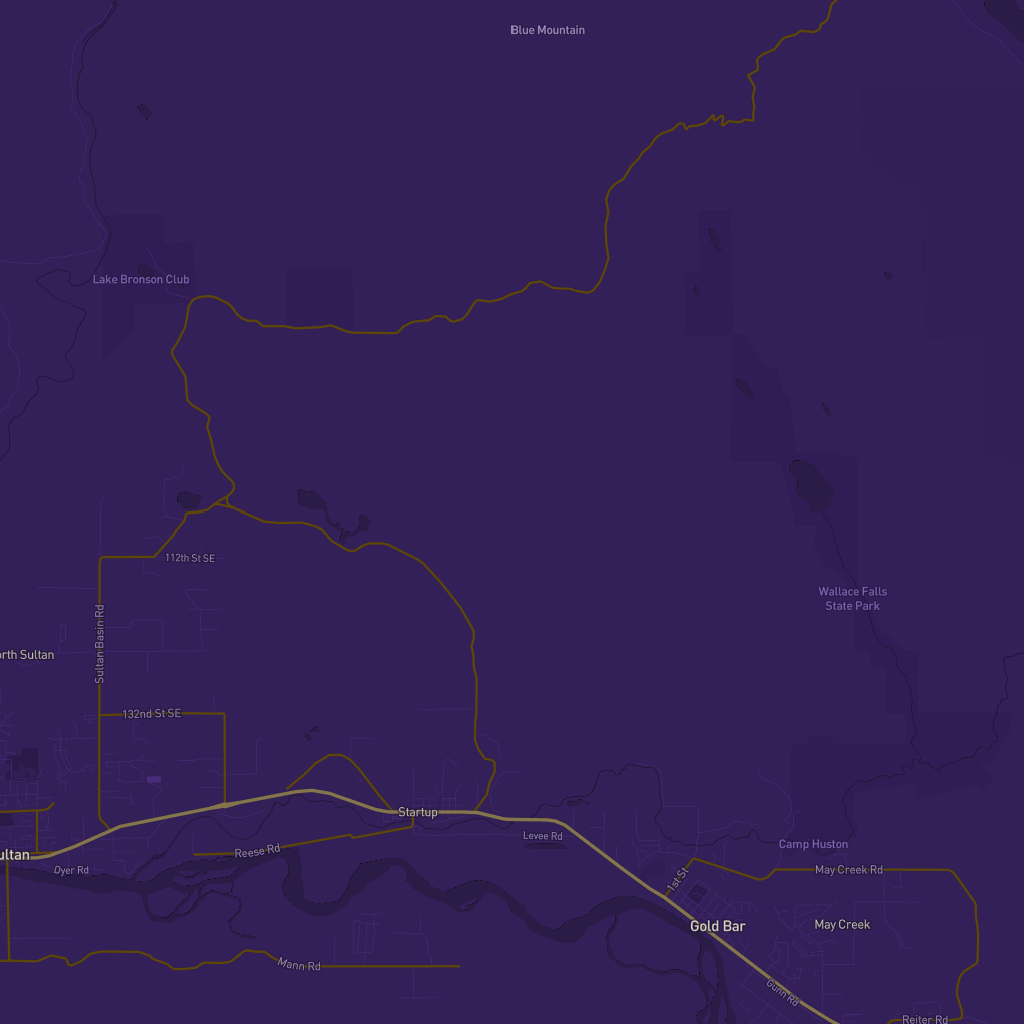 Blue Mountain
Lake Bronson Club
112th St SE
Wallace Falls
State Park
Sultan Basin Rd
orth Sultan
132nd St SE
Startup
Levee Rd
Camp Huston
Reese Rd
ultan
Dyer Rd
May Creek Rd
1st St
Gold Bar
May Creek
Mann Rd
Gunn Rd
Reiter Rd